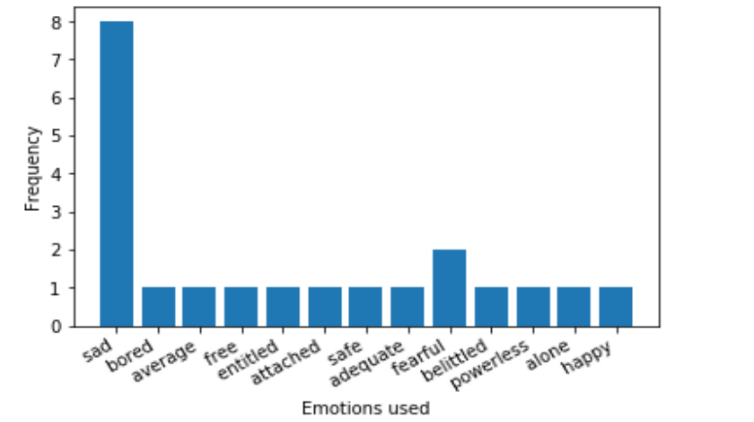 8
7
6
5
4
3
2
1
0
Frequency
sad
bored
average
free
entitled
attached
safe
adequate
fearful
belittled
powerless
alone
happy
Emotions used